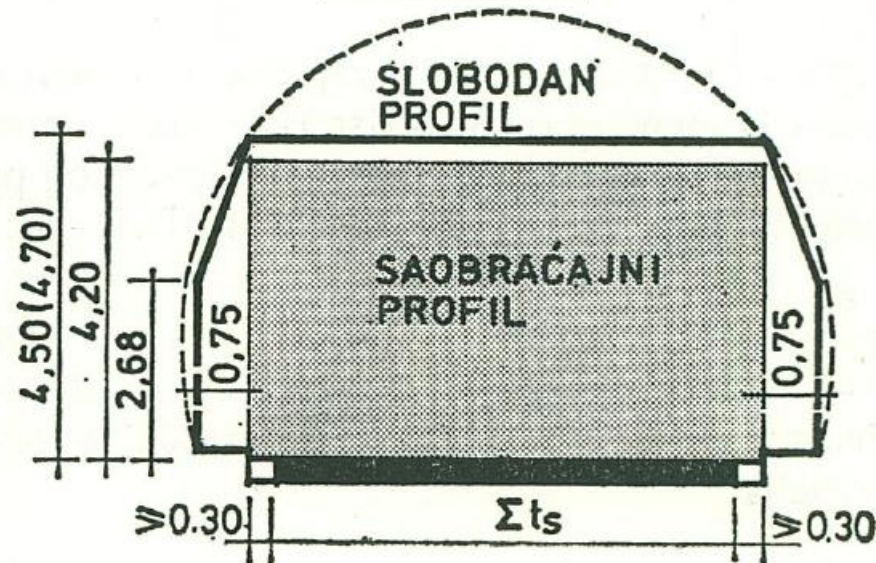 SLOBODAN
PROFIL
SAOBRAĆAJNI
PROFIL
4,50(4,70)
4,20
2,68
0,75
0,75
⩾0.30
Σts
⩾0.30